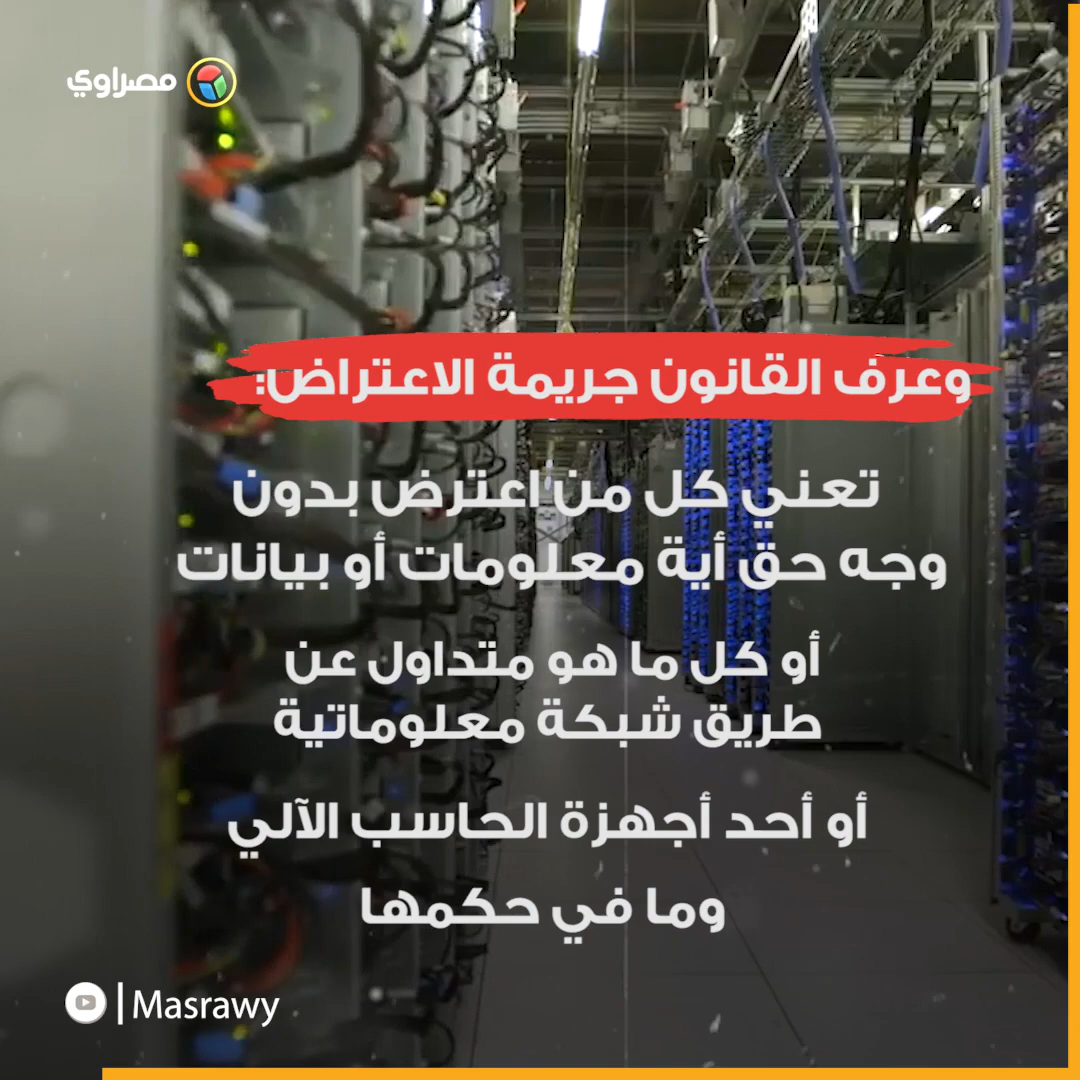 مصراوي
وعرف القانون جريمة الاعتراض:
تعني كل من اعترض بدون
وجه حق أية معلومات أو بيانات
أو كل ما هو متداول عن
طريق شبكة معلوماتية
أو أحد أجهزة الحاسب الآلي
وما في حكمها
Masrawy